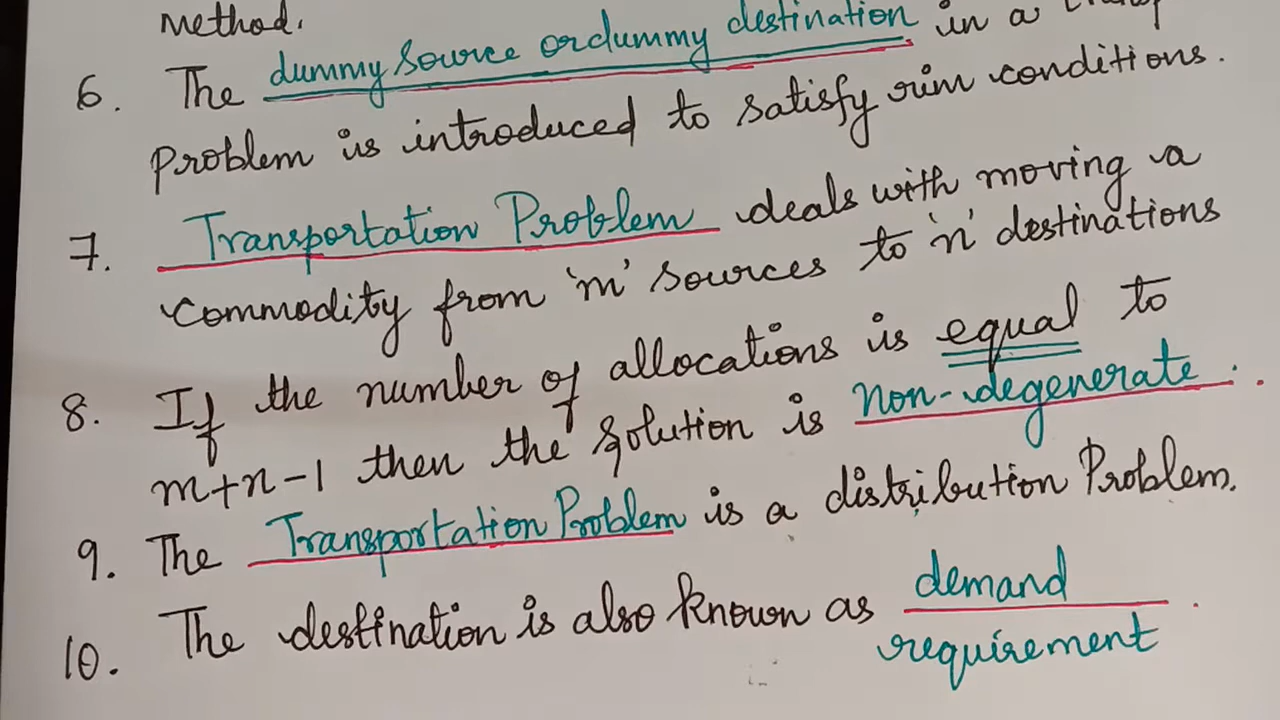 Method.
6. The dummy source or dummy destination in a
Problem is introduced to satisfy rim conditions.
7. Transportation Problem deals with moving a
commodity from 'm' sources to 'n' destinations
8. If the number of allocations is equal to
m+n-1 then the solution is non-degenerate.
9. The Transportation Problem is a distribution Problem.
10. The destination is also known as demand.
requirement